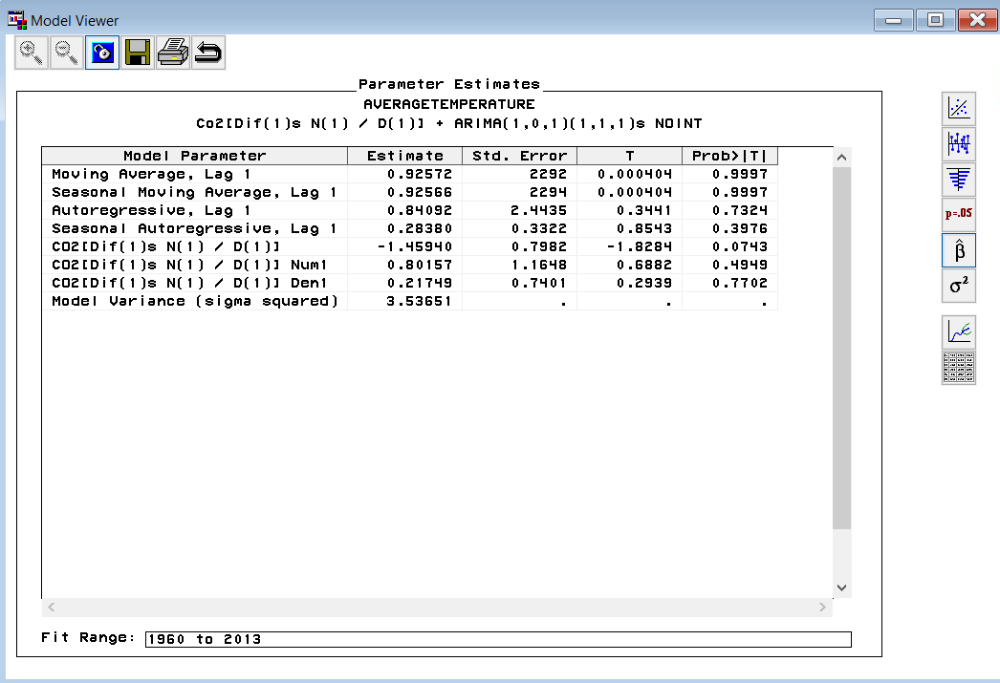 Model Viewer
Parameter Estimates
AVERAGETEMPERATURE
Co2[Dif(1)s N(1) / D(1)] + ARIMA(1,0,1)(1,1,1)s NOINT
Model Parameter Estimate Std. Error T Prob>|T|
Moving Average, Lag 1 0.92572 2292 0.000404 0.9997
Seasonal Moving Average, Lag 1 0.92566 2294 0.000404 0.9997
Autoregressive, Lag 1 0.84092 2.4435 0.3441 0.7324
Seasonal Autoregressive, Lag 1 0.28380 0.3322 0.8543 0.3976
CO2[Dif(1)s N(1) / D(1)] -1.45940 0.7982 -1.8284 0.0743
CO2[Dif(1)s N(1) / D(1)] Num1 0.80157 1.1648 0.6882 0.4949
CO2[Dif(1)s N(1) / D(1)] Den1 0.21749 0.7401 0.2939 0.7702
Model Variance (sigma squared) 3.53651 . . .
p=.05
β̂
σ²
Fit Range: 1960 to 2013